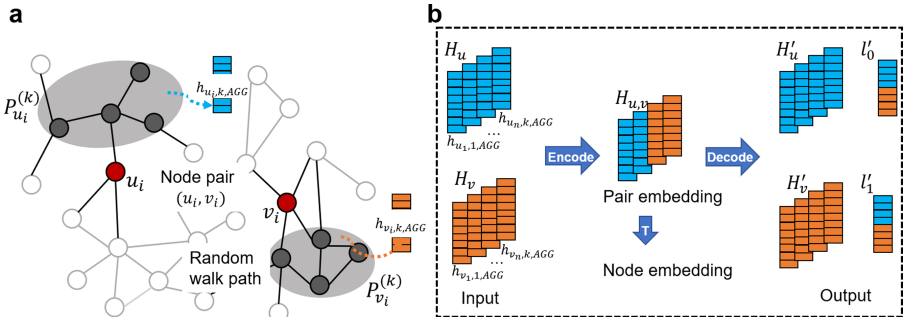 a
P_{u_i}^{(k)}
h_{u_i,k,AGG}
u_i
Node pair
(u_i, v_i)
v_i
h_{v_i,k,AGG}
Random
walk path
P_{v_i}^{(k)}
b
H_u
h_{u_1,1,AGG}
...
h_{u_n,k,AGG}
H_v
h_{v_1,1,AGG}
...
h_{v_n,k,AGG}
Input
Encode
H_{u,v}
Pair embedding
T
Node embedding
Decode
H'_u
l'_0
H'_v
l'_1
Output